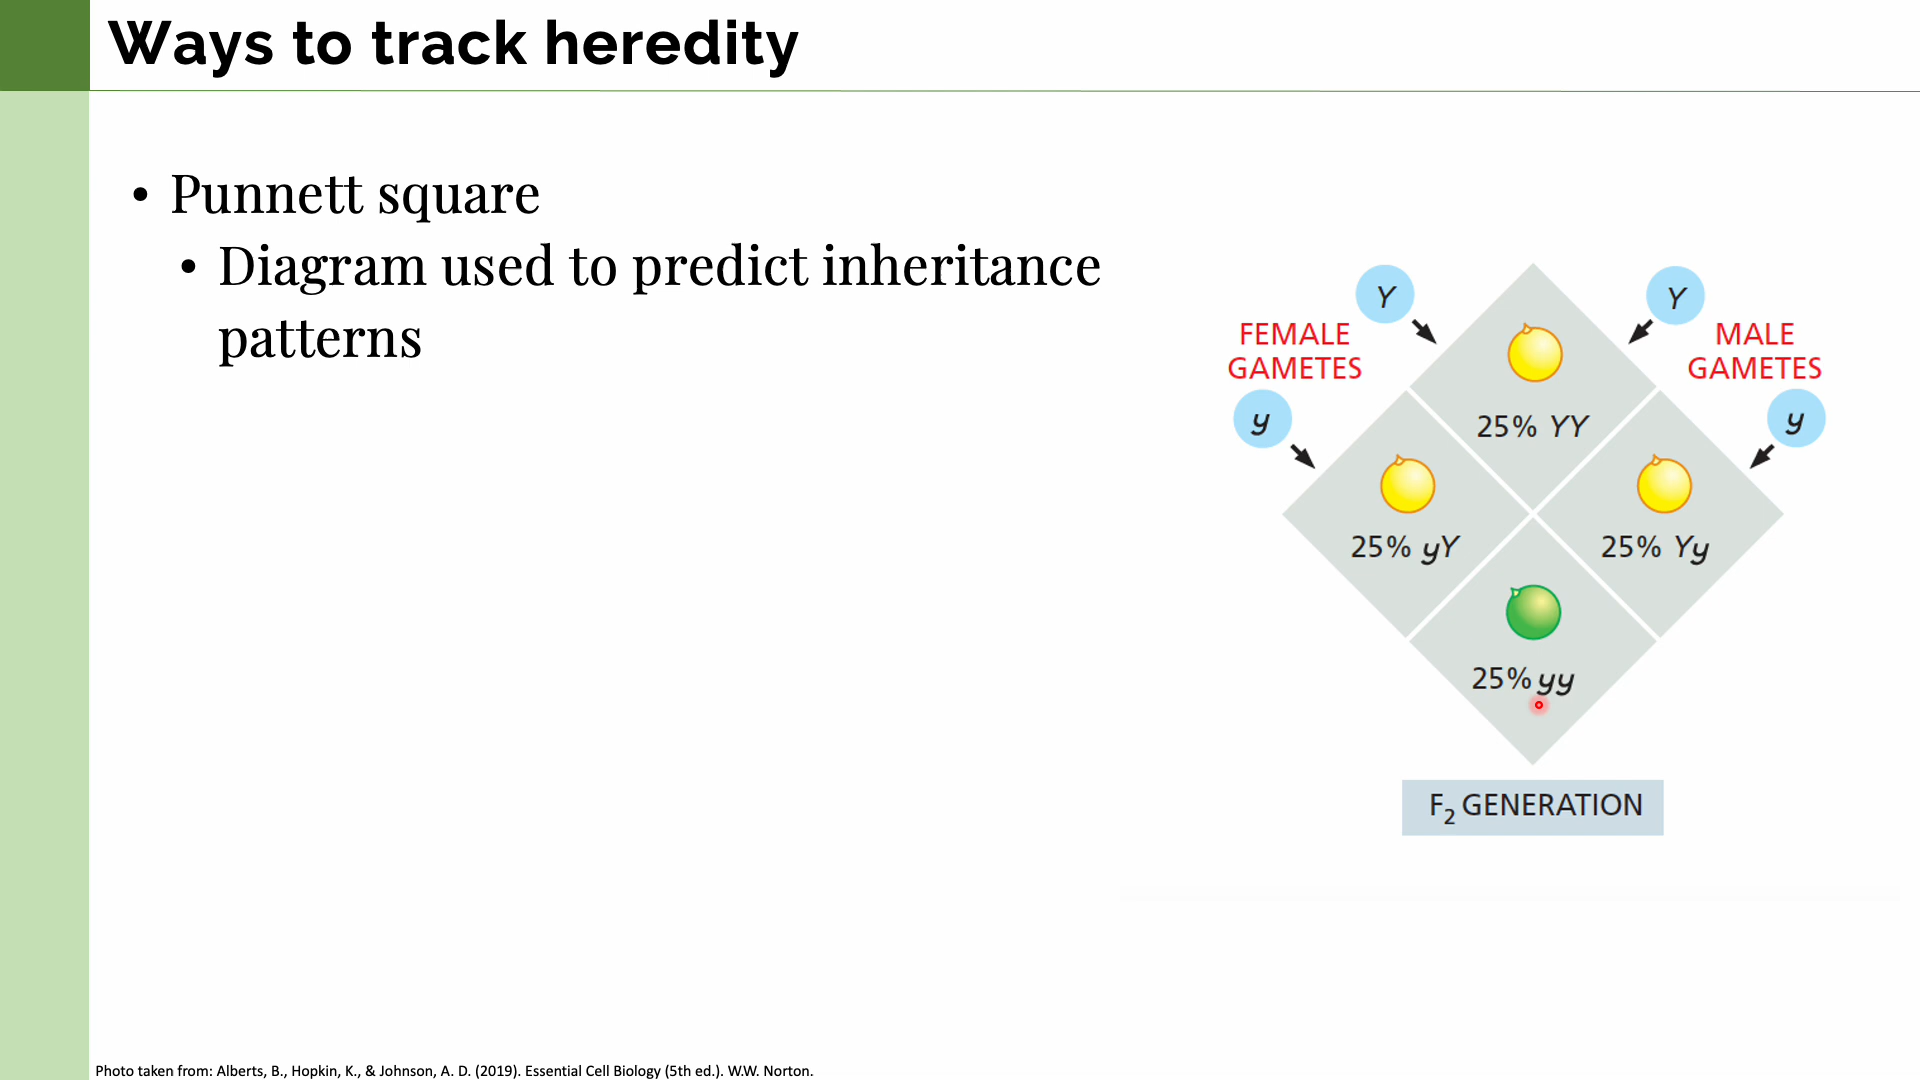 Ways to track heredity
• Punnett square
• Diagram used to predict inheritance
patterns
Y
Y
FEMALE
GAMETES
MALE
GAMETES
y
y
25% YY
25% yY
25% Yy
25% yy
F₂ GENERATION
Photo taken from: Alberts, B., Hopkin, K., & Johnson, A. D. (2019). Essential Cell Biology (5th ed.). W.W. Norton.